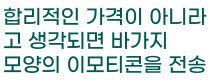 합리적인 가격이 아니라
고 생각되면 바가지
모양의 이모티콘을 전송